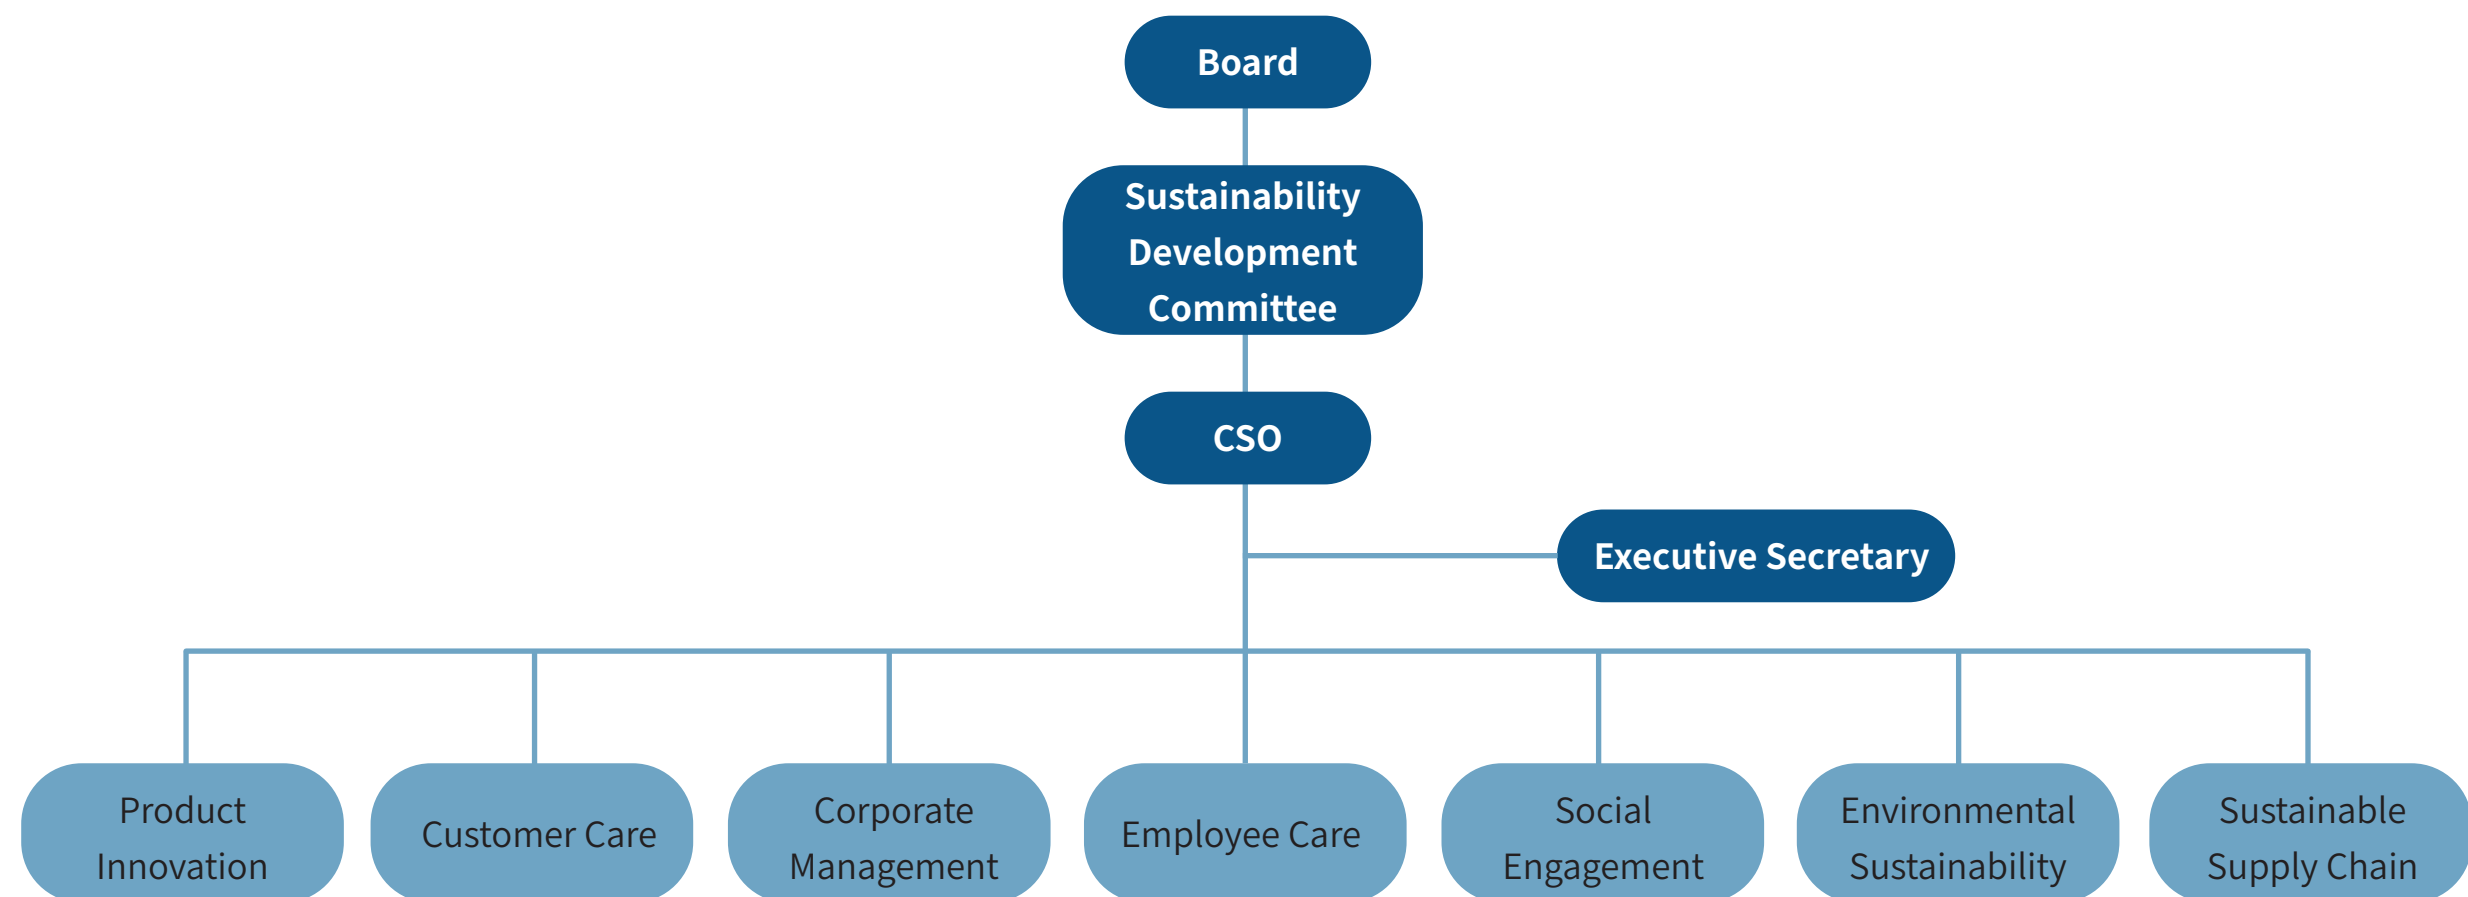 Board
Sustainability
Development
Committee
CSO
Executive Secretary
Product
Innovation
Customer Care
Corporate
Management
Employee Care
Social
Engagement
Environmental
Sustainability
Sustainable
Supply Chain